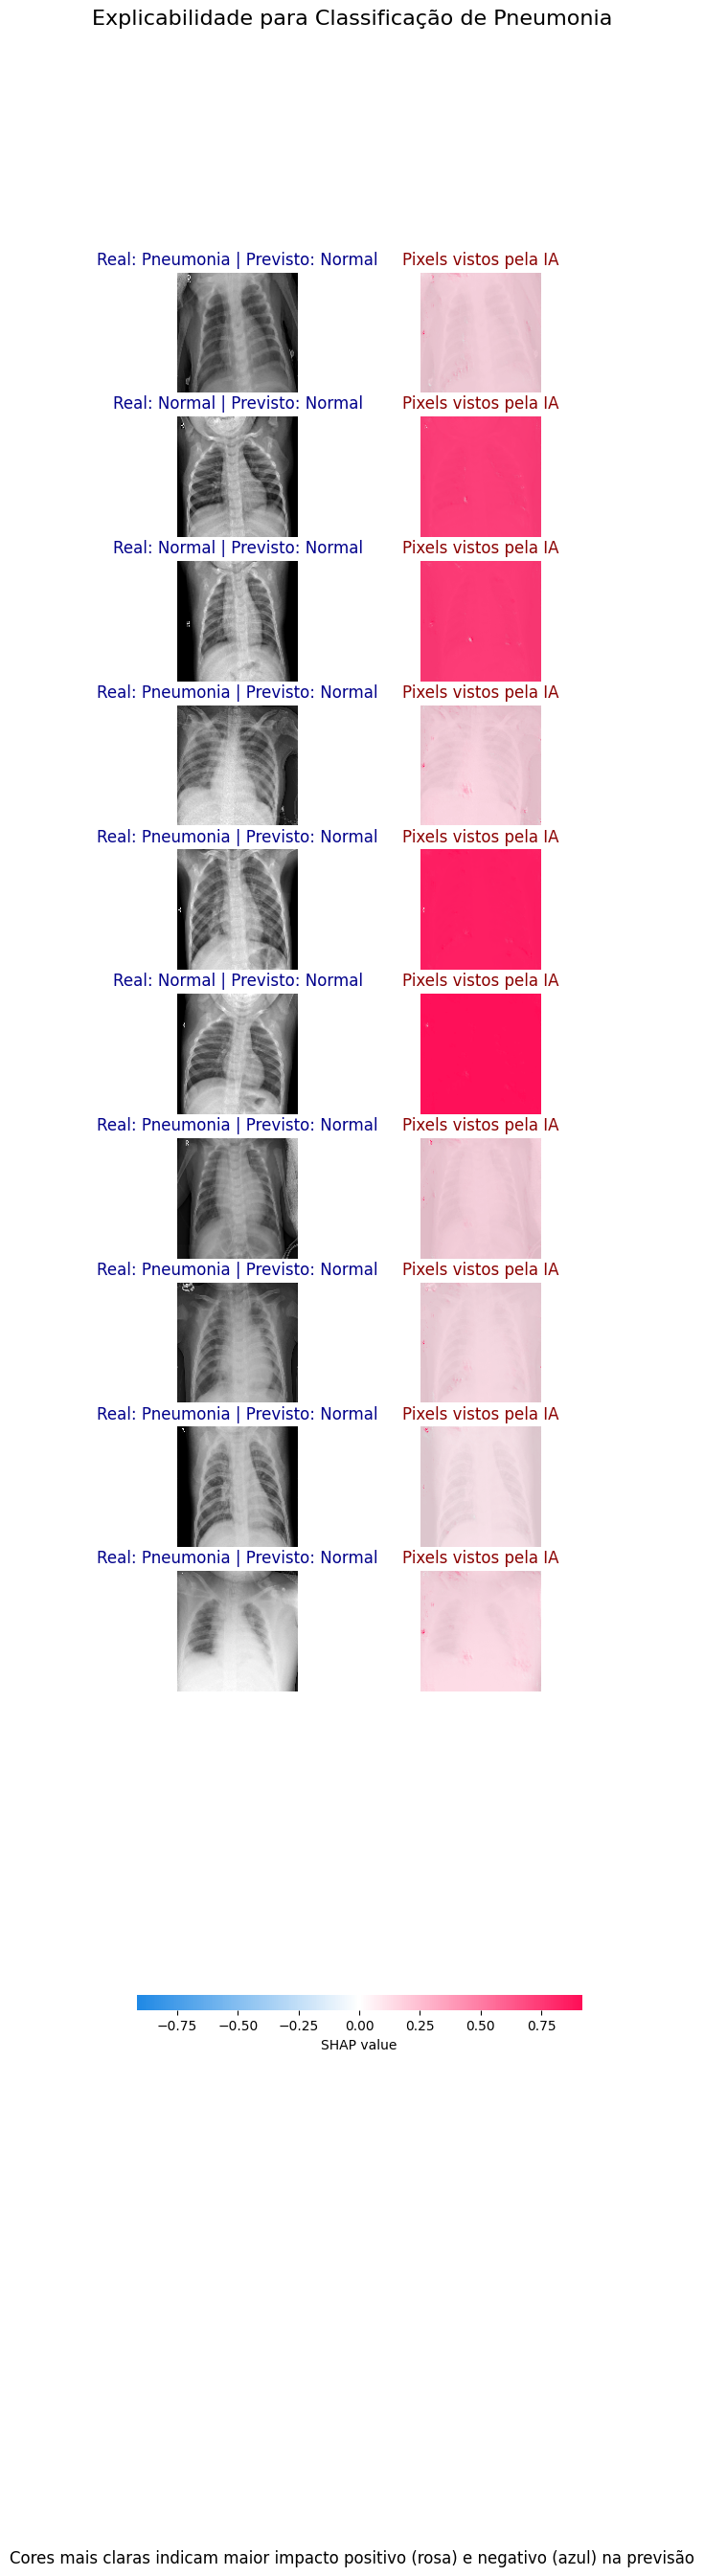 Explicabilidade para Classificação de Pneumonia
Real: Pneumonia | Previsto: Normal Pixels vistos pela IA
Real: Normal | Previsto: Normal Pixels vistos pela IA
Real: Normal | Previsto: Normal Pixels vistos pela IA
Real: Pneumonia | Previsto: Normal Pixels vistos pela IA
Real: Pneumonia | Previsto: Normal Pixels vistos pela IA
Real: Normal | Previsto: Normal Pixels vistos pela IA
Real: Pneumonia | Previsto: Normal Pixels vistos pela IA
Real: Pneumonia | Previsto: Normal Pixels vistos pela IA
Real: Pneumonia | Previsto: Normal Pixels vistos pela IA
Real: Pneumonia | Previsto: Normal Pixels vistos pela IA
−0.75 −0.50 −0.25 0.00 0.25 0.50 0.75
SHAP value
Cores mais claras indicam maior impacto positivo (rosa) e negativo (azul) na previsão